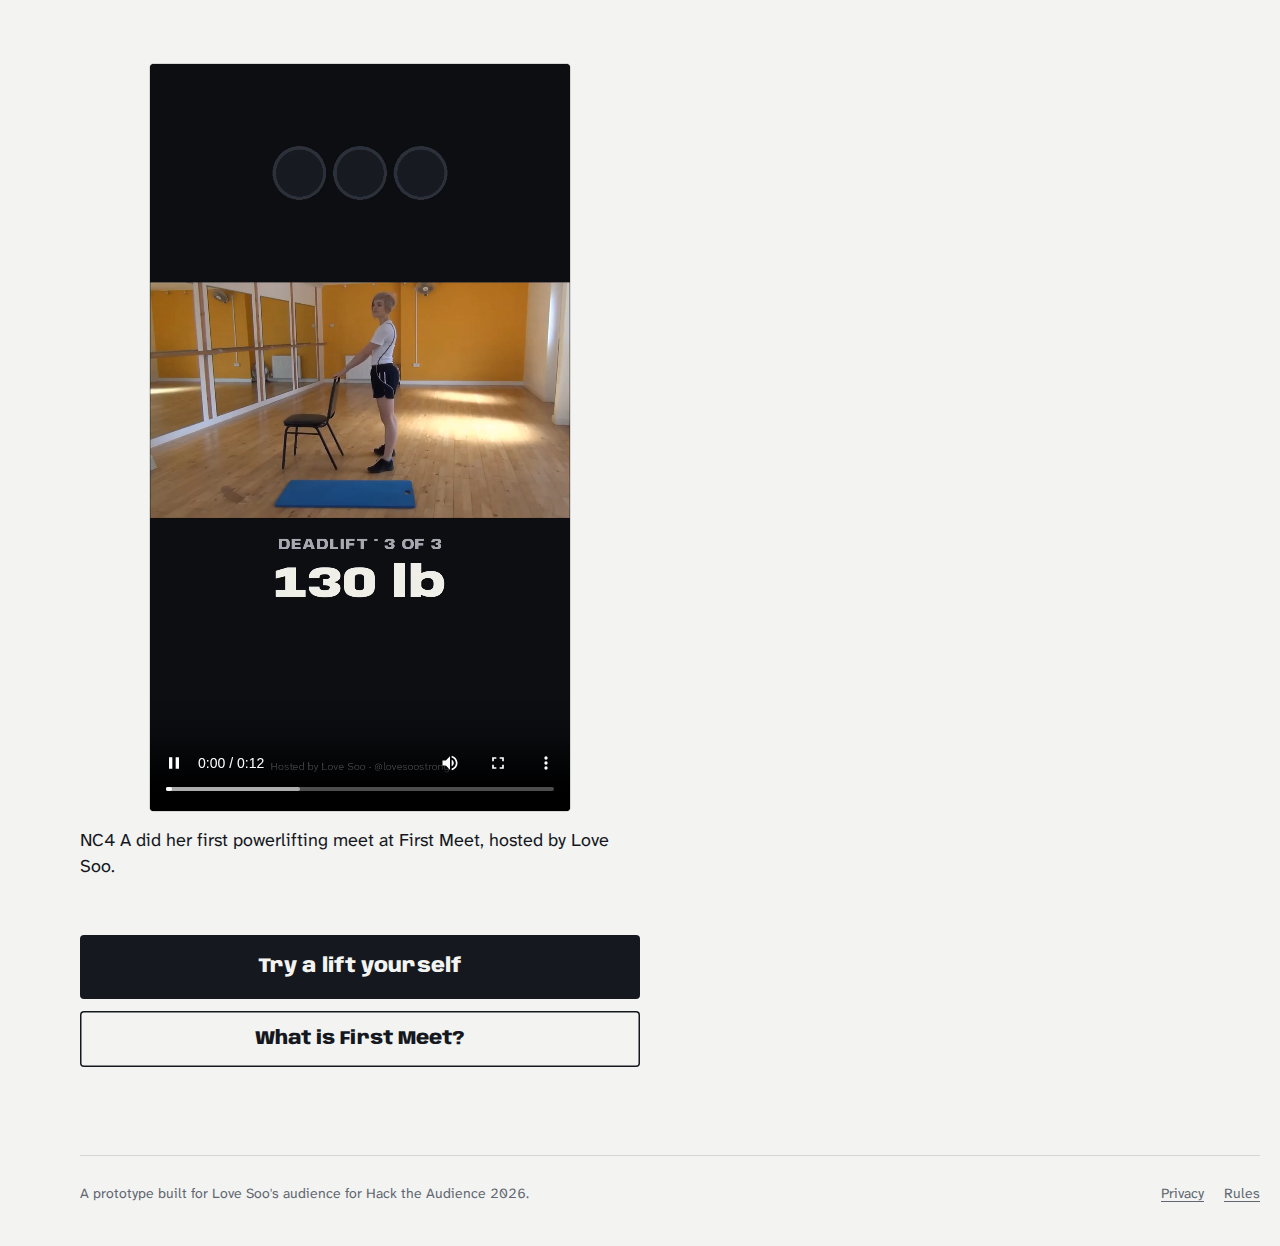 DEADLIFT · 3 OF 3
130 lb
0:00 / 0:12
Hosted by Love Soo · @lovesoostrong
NC4 A did her first powerlifting meet at First Meet, hosted by Love
Soo.
Try a lift yourself
What is First Meet?
A prototype built for Love Soo's audience for Hack the Audience 2026.
Privacy Rules